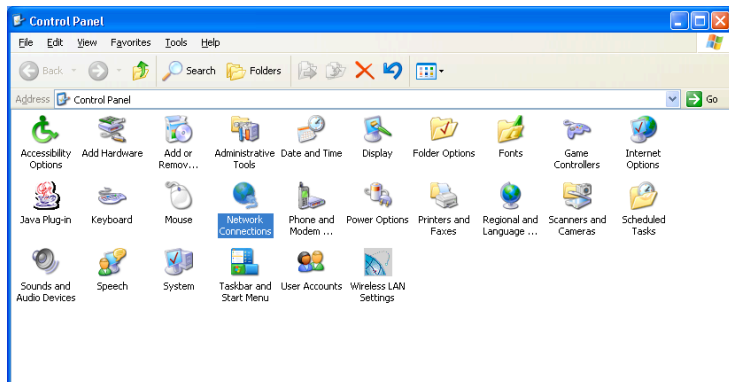 Control Panel
File Edit View Favorites Tools Help
Back Search Folders
Address Control Panel Go
Accessibility Options Add Hardware Add or Remov... Administrative Tools Date and Time Display Folder Options Fonts Game Controllers Internet Options
Java Plug-in Keyboard Mouse Network Connections Phone and Modem ... Power Options Printers and Faxes Regional and Language ... Scanners and Cameras Scheduled Tasks
Sounds and Audio Devices Speech System Taskbar and Start Menu User Accounts Wireless LAN Settings